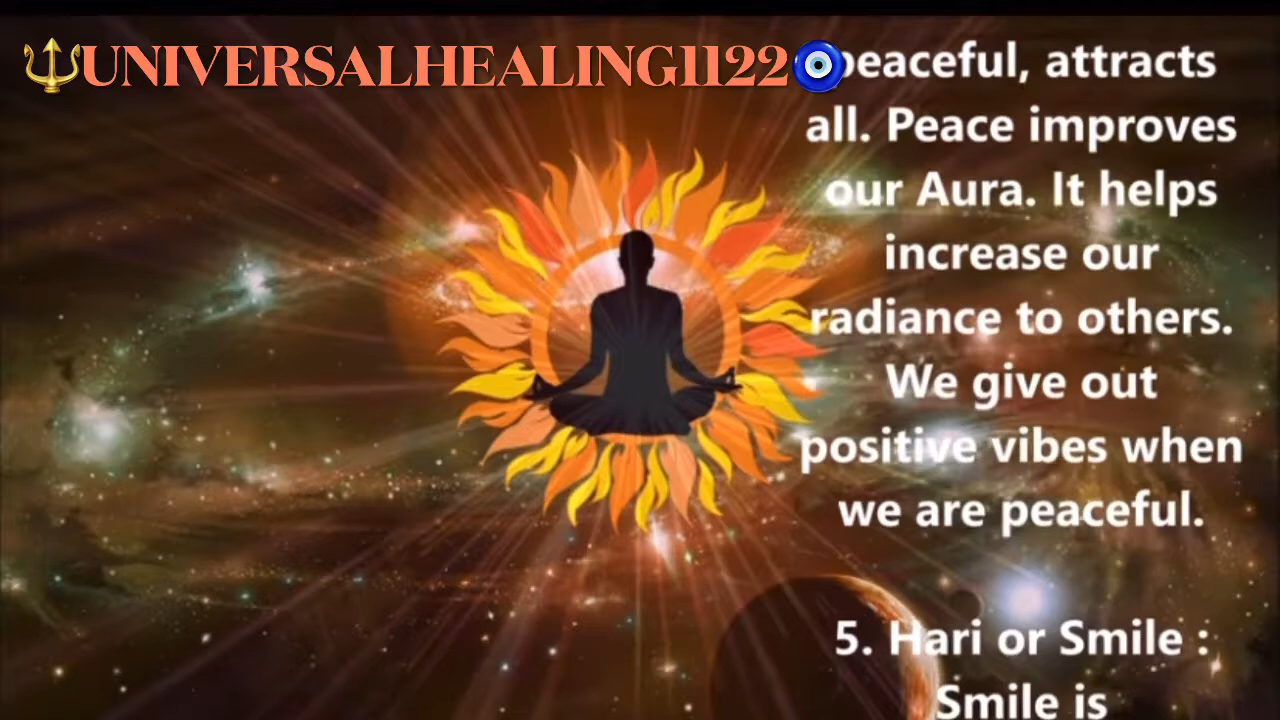 🔱UNIVERSALHEALING1122🧿
peaceful, attracts
all. Peace improves
our Aura. It helps
increase our
radiance to others.
We give out
positive vibes when
we are peaceful.
5. Hari or Smile :
Smile is